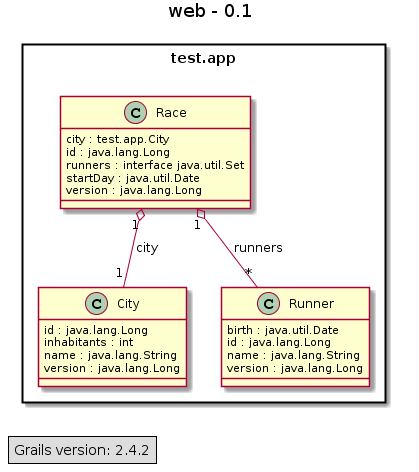 web - 0.1
test.app
C Race
city : test.app.City
id : java.lang.Long
runners : interface java.util.Set
startDay : java.util.Date
version : java.lang.Long
1 1
city runners
1 *
C City
id : java.lang.Long
inhabitants : int
name : java.lang.String
version : java.lang.Long
C Runner
birth : java.util.Date
id : java.lang.Long
name : java.lang.String
version : java.lang.Long
Grails version: 2.4.2